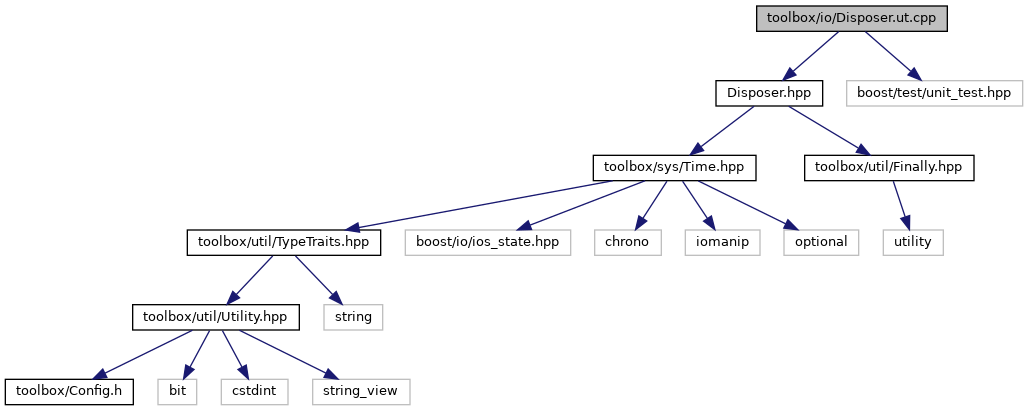 toolbox/io/Disposer.ut.cpp
Disposer.hpp
boost/test/unit_test.hpp
toolbox/sys/Time.hpp
toolbox/util/Finally.hpp
toolbox/util/TypeTraits.hpp
boost/io/ios_state.hpp
chrono
iomanip
optional
utility
toolbox/util/Utility.hpp
string
toolbox/Config.h
bit
cstdint
string_view